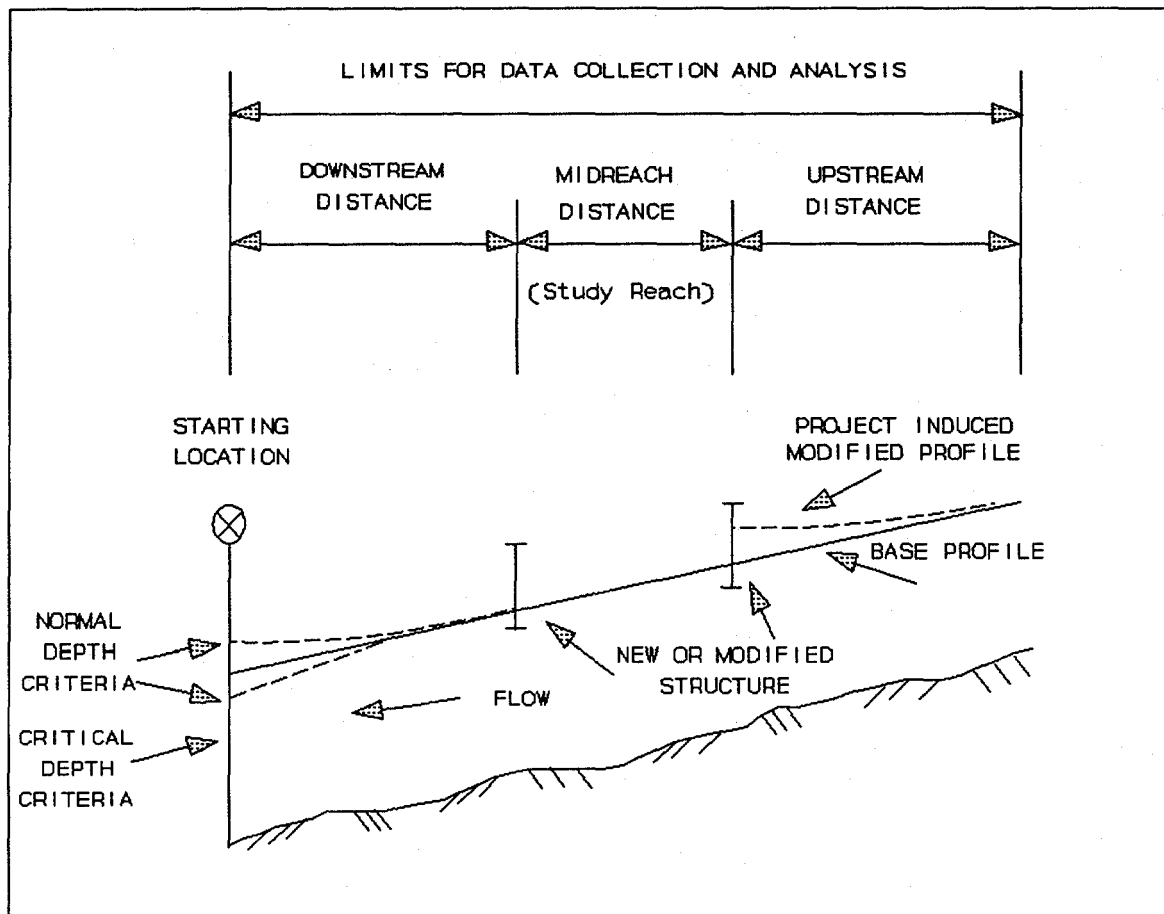 LIMITS FOR DATA COLLECTION AND ANALYSIS
DOWNSTREAM
DISTANCE
MIDREACH
DISTANCE
UPSTREAM
DISTANCE
(Study Reach)
STARTING
LOCATION
PROJECT INDUCED
MODIFIED PROFILE
BASE PROFILE
NORMAL
DEPTH
CRITERIA
NEW OR MODIFIED
STRUCTURE
FLOW
CRITICAL
DEPTH
CRITERIA